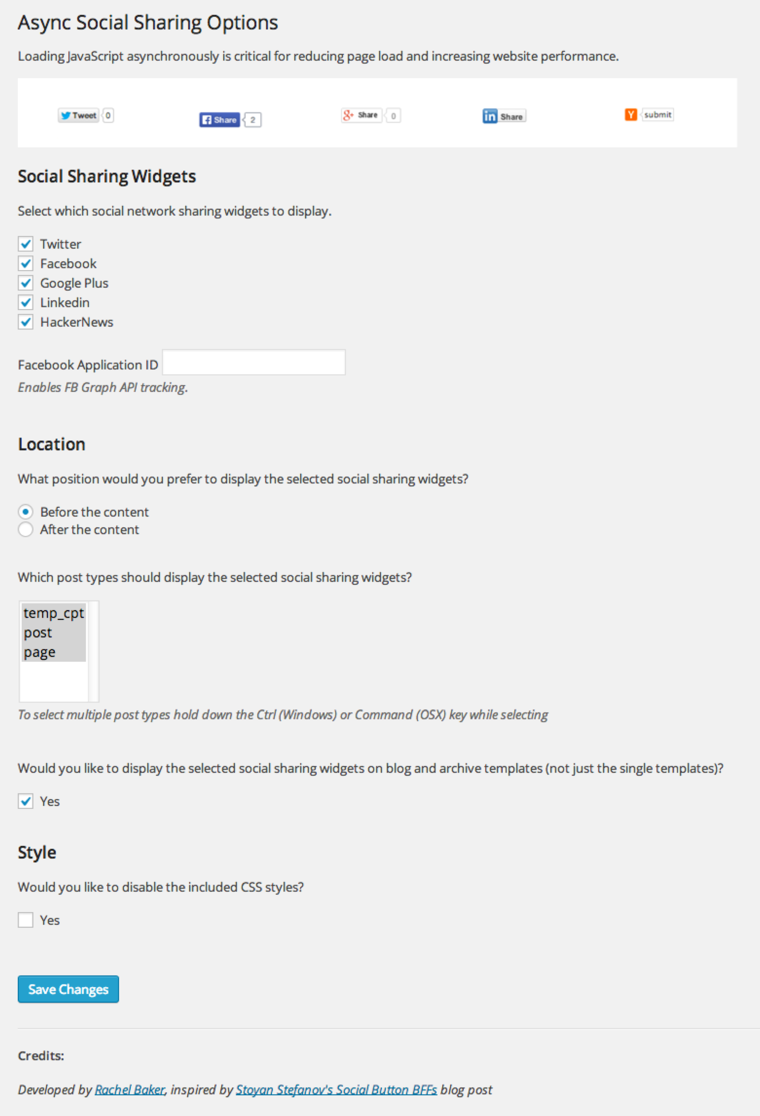 Async Social Sharing Options
Loading JavaScript asynchronously is critical for reducing page load and increasing website performance.
Tweet 0 Share 2 Share 0 in Share Y submit
Social Sharing Widgets
Select which social network sharing widgets to display.
Twitter
Facebook
Google Plus
Linkedin
HackerNews
Facebook Application ID
Enables FB Graph API tracking.
Location
What position would you prefer to display the selected social sharing widgets?
Before the content
After the content
Which post types should display the selected social sharing widgets?
temp_cpt
post
page
To select multiple post types hold down the Ctrl (Windows) or Command (OSX) key while selecting
Would you like to display the selected social sharing widgets on blog and archive templates (not just the single templates)?
Yes
Style
Would you like to disable the included CSS styles?
Yes
Save Changes
Credits:
Developed by Rachel Baker, inspired by Stoyan Stefanov's Social Button BFFs blog post